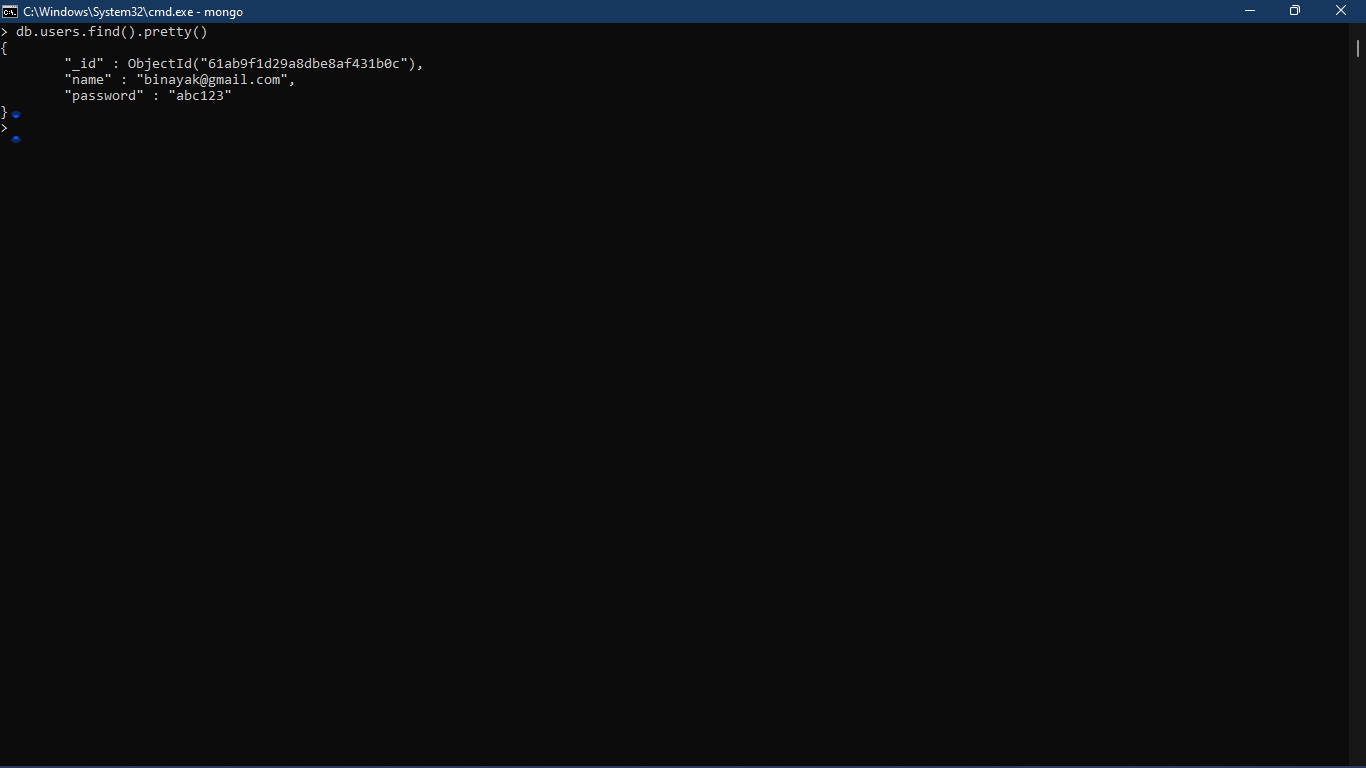 C:\Windows\System32\cmd.exe - mongo
> db.users.find().pretty()
{
"_id" : ObjectId("61ab9f1d29a8dbe8af431b0c"),
"name" : "binayak@gmail.com",
"password" : "abc123"
}
>